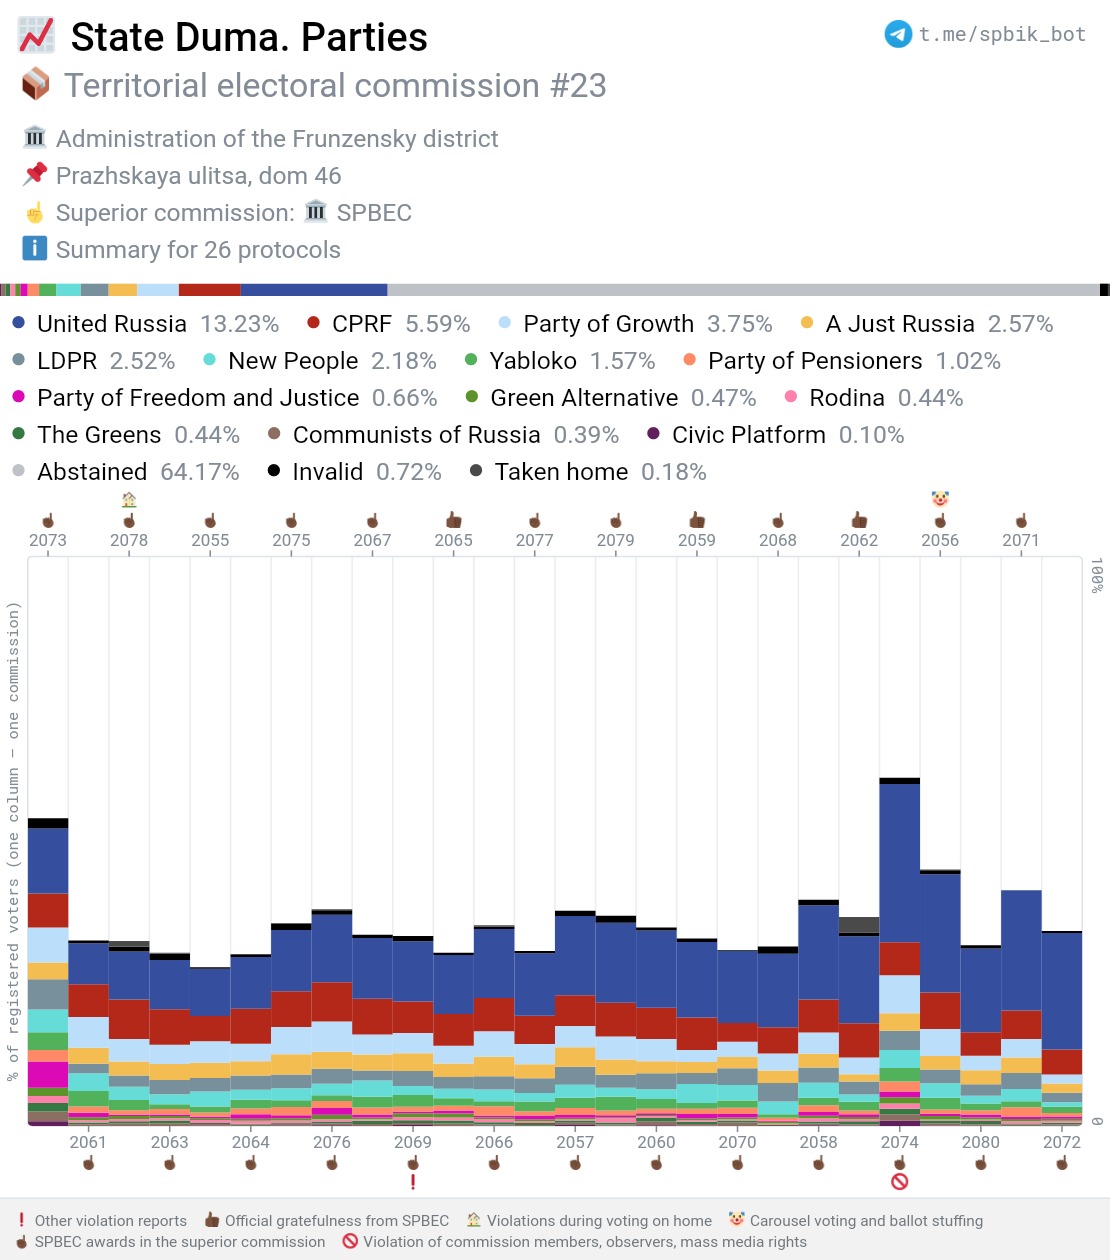 State Duma. Parties
t.me/spbik_bot
Territorial electoral commission #23
Administration of the Frunzensky district
Prazhskaya ulitsa, dom 46
Superior commission: SPBEC
Summary for 26 protocols
United Russia 13.23% CPRF 5.59% Party of Growth 3.75% A Just Russia 2.57%
LDPR 2.52% New People 2.18% Yabloko 1.57% Party of Pensioners 1.02%
Party of Freedom and Justice 0.66% Green Alternative 0.47% Rodina 0.44%
The Greens 0.44% Communists of Russia 0.39% Civic Platform 0.10%
Abstained 64.17% Invalid 0.72% Taken home 0.18%
2073 2078 2055 2075 2067 2065 2077 2079 2059 2068 2062 2056 2071
100%
% of registered voters (one column – one commission)
0
2061 2063 2064 2076 2069 2066 2057 2060 2070 2058 2074 2080 2072
Other violation reports Official gratefulness from SPBEC Violations during voting on home Carousel voting and ballot stuffing
SPBEC awards in the superior commission Violation of commission members, observers, mass media rights